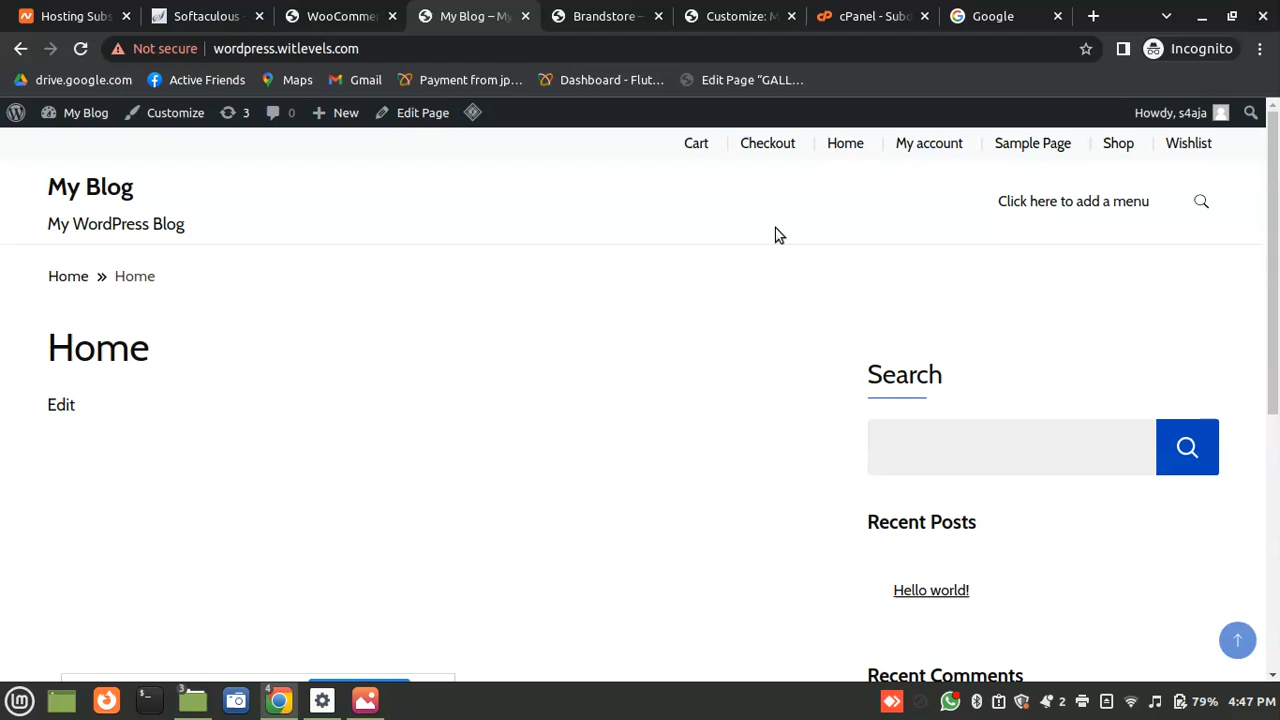 Hosting Subs
Softaculous
WooCommer
My Blog – My
Brandstore –
Customize: M
cPanel - Subd
Google
Not secure
wordpress.witlevels.com
Incognito
drive.google.com
Active Friends
Maps
Gmail
Payment from jp...
Dashboard - Flut...
Edit Page “GALL...
My Blog
Customize
3
0
New
Edit Page
Howdy, s4aja
Cart
Checkout
Home
My account
Sample Page
Shop
Wishlist
My Blog
Click here to add a menu
My WordPress Blog
Home » Home
Home
Search
Edit
Recent Posts
Hello world!
Recent Comments
3
4
2
79%
4:47 PM